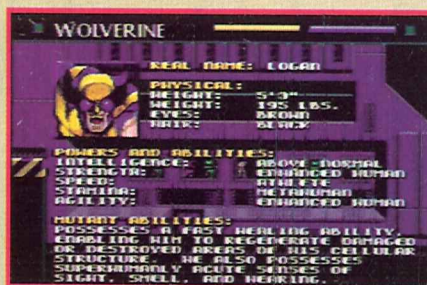 WOLVERINE
REAL NAME: LOGAN
PHYSICAL:
HEIGHT: 5'3"
WEIGHT: 195 LBS.
EYES: BROWN
HAIR: BLACK
POWERS AND ABILITIES:
INTELLIGENCE: ABOVE NORMAL
STRENGTH: ENHANCED HUMAN
SPEED: ATHLETE
STAMINA: METAHUMAN
AGILITY: ENHANCED HUMAN
MUTANT ABILITIES:
POSSESSES A FAST HEALING ABILITY,
ENABLING HIM TO REGENERATE DAMAGED
OR DESTROYED AREAS OF HIS CELLULAR
STRUCTURE. HE ALSO POSSESSES
SUPERHUMANLY ACUTE SENSES OF
SIGHT, SMELL, AND HEARING.